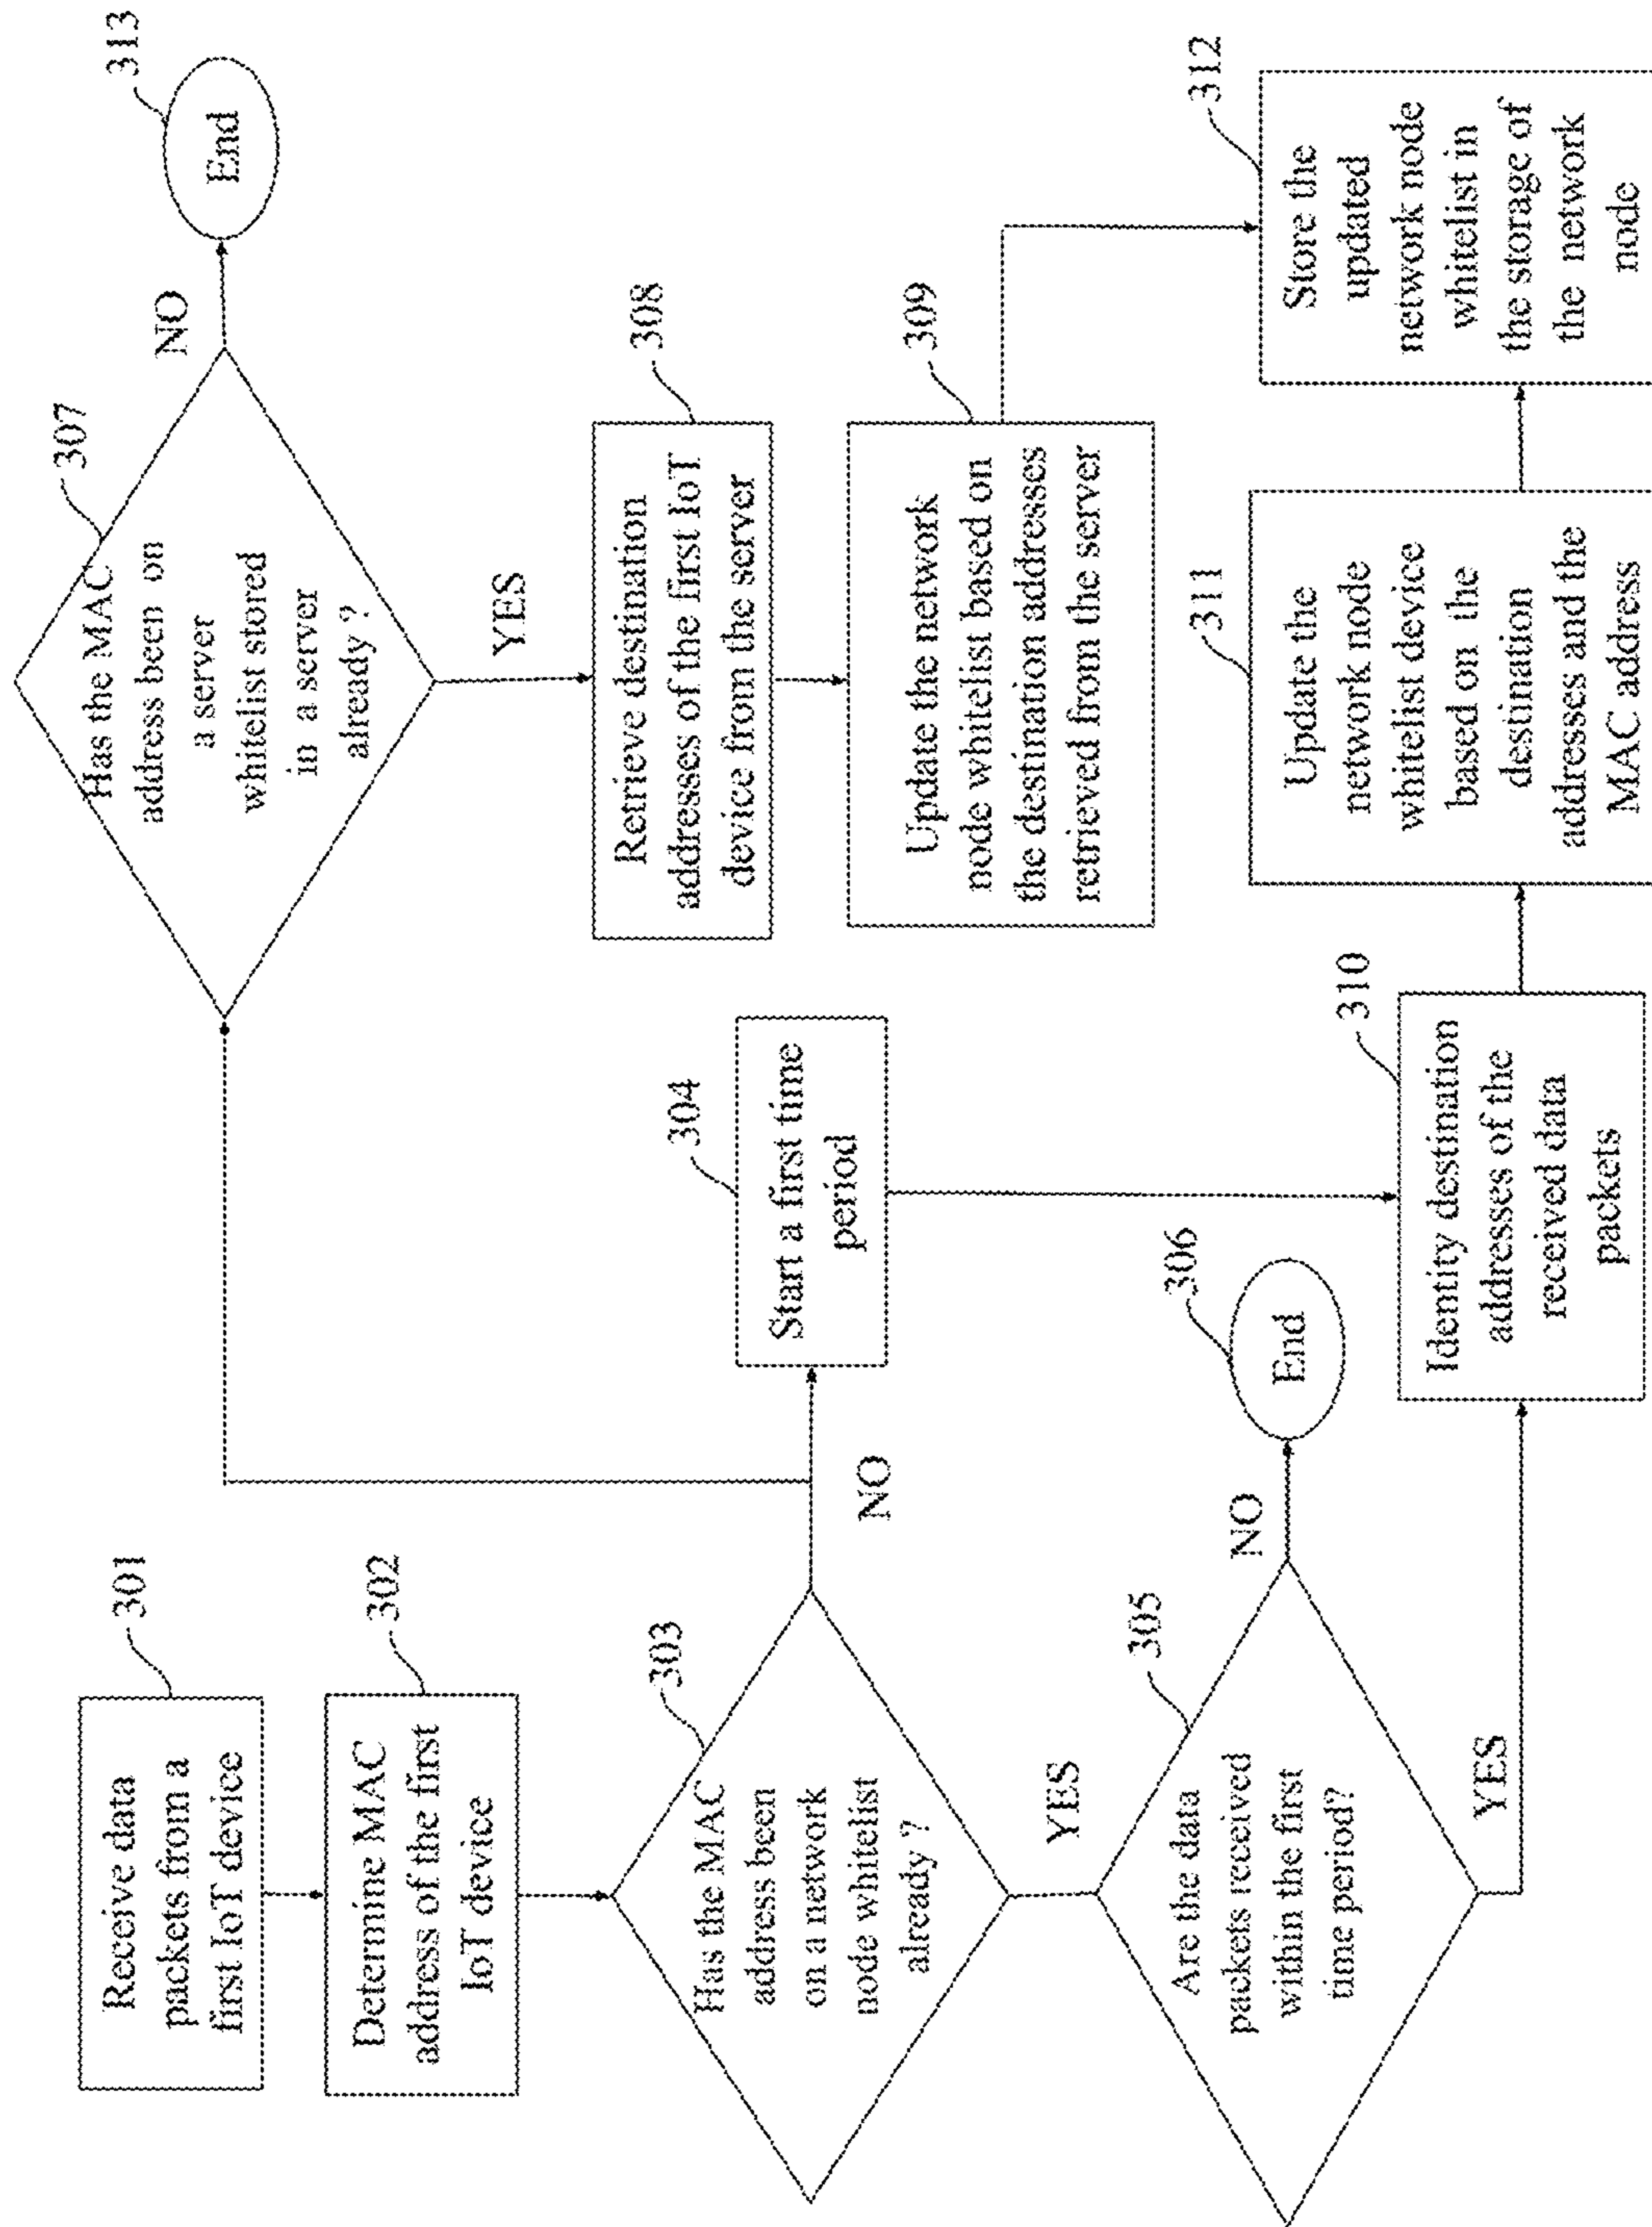 301
Receive data
packets from a
first IoT device
302
Determine MAC
address of the first
IoT device
303
Has the MAC
address been
on a network
node whitelist
already ?
NO
YES
304
Start a first time
period
305
Are the data
packets received
within the first
time period?
NO
YES
306
End
307
Has the MAC
address been on
a server
whitelist stored
in a server
already ?
NO
313
End
YES
308
Retrieve destination
addresses of the first IoT
device from the server
309
Update the network
node whitelist based on
the destination addresses
retrieved from the server
310
Identity destination
addresses of the
received data
packets
311
Update the
network node
whitelist device
based on the
destination
addresses and the
MAC address
312
Store the
updated
network node
whitelist in
the storage of
the network
node